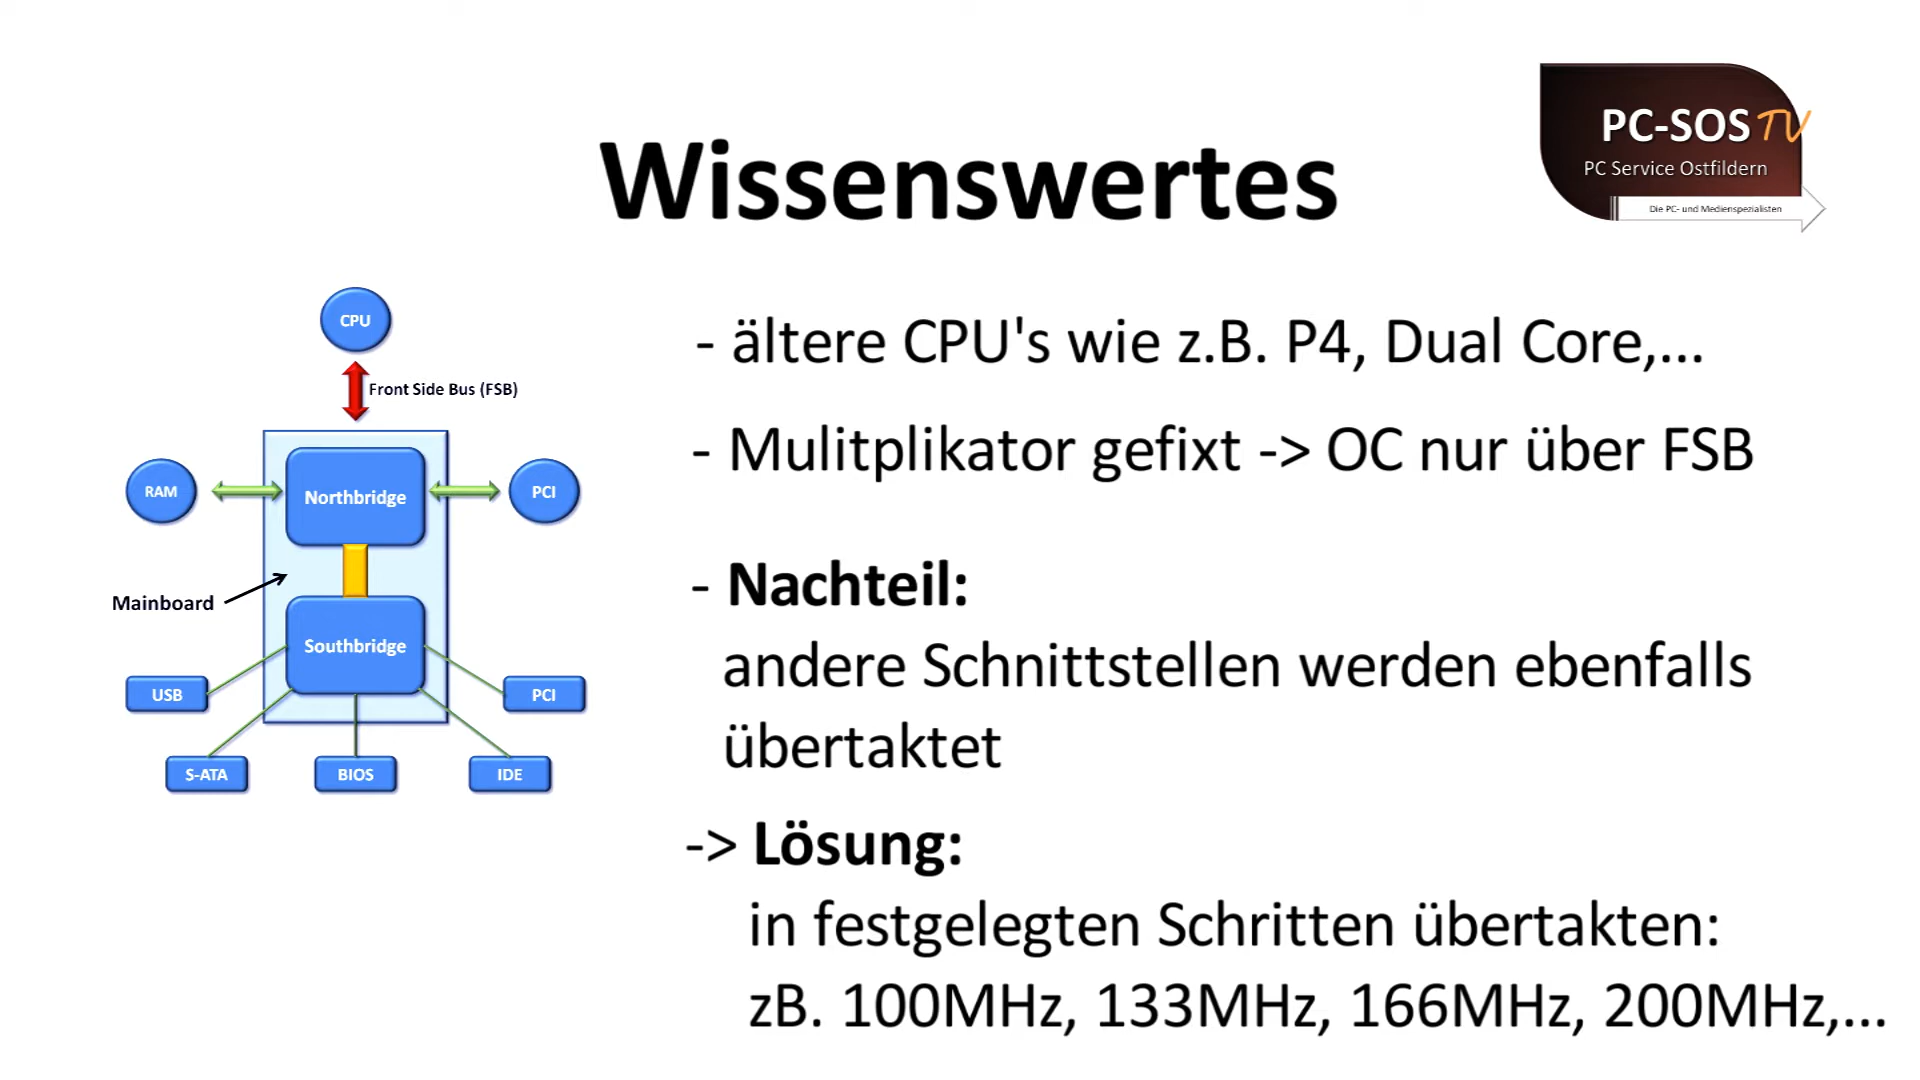 PC-SOS TV
PC Service Ostfildern
Die PC- und Medienspezialisten
Wissenswertes
CPU
Front Side Bus (FSB)
RAM
Northbridge
PCI
Mainboard
Southbridge
USB
PCI
S-ATA
BIOS
IDE
- ältere CPU's wie z.B. P4, Dual Core,...
- Mulitplikator gefixt -> OC nur über FSB
- Nachteil:
andere Schnittstellen werden ebenfalls
übertaktet
-> Lösung:
in festgelegten Schritten übertakten:
zB. 100MHz, 133MHz, 166MHz, 200MHz,...